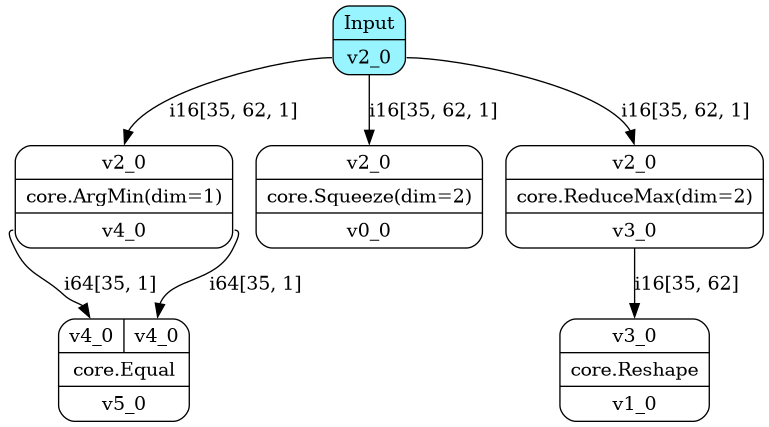 Input
v2_0
i16[35, 62, 1]
i16[35, 62, 1]
i16[35, 62, 1]
v2_0
core.ArgMin(dim=1)
v4_0
v2_0
core.Squeeze(dim=2)
v0_0
v2_0
core.ReduceMax(dim=2)
v3_0
i64[35, 1]
i64[35, 1]
i16[35, 62]
v4_0 v4_0
core.Equal
v5_0
v3_0
core.Reshape
v1_0